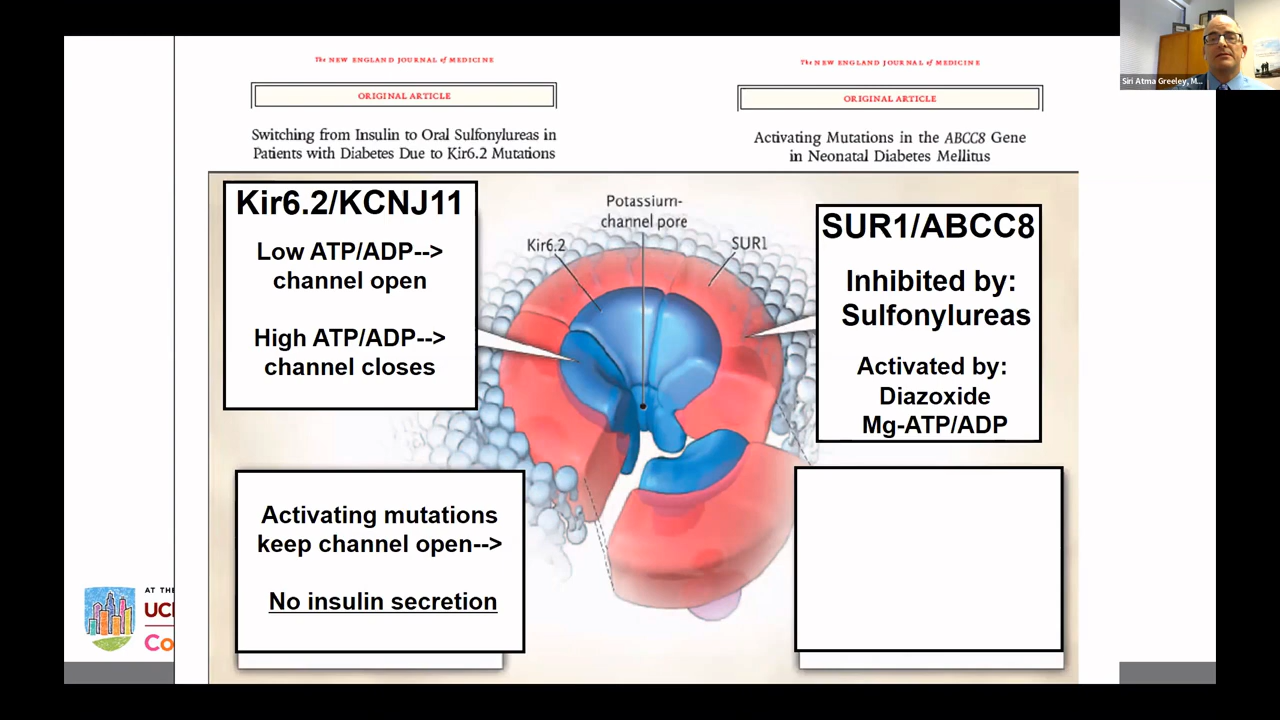 The NEW ENGLAND JOURNAL of MEDICINE
ORIGINAL ARTICLE
Switching from Insulin to Oral Sulfonylureas in
Patients with Diabetes Due to Kir6.2 Mutations
The NEW ENGLAND JOURNAL of MEDICINE
ORIGINAL ARTICLE
Activating Mutations in the ABCC8 Gene
in Neonatal Diabetes Mellitus
Siri Atma Greeley, M...
Kir6.2/KCNJ11
Low ATP/ADP-->
channel open
High ATP/ADP-->
channel closes
Potassium-
channel pore
Kir6.2
SUR1
SUR1/ABCC8
Inhibited by:
Sulfonylureas
Activated by:
Diazoxide
Mg-ATP/ADP
Activating mutations
keep channel open-->
No insulin secretion
AT THE
UC
Co